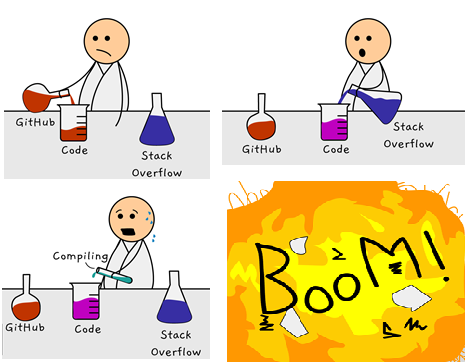 GitHub
Code
Stack
Overflow
GitHub
Code
Stack
Overflow
Compiling
GitHub
Code
Stack
Overflow
BooM!